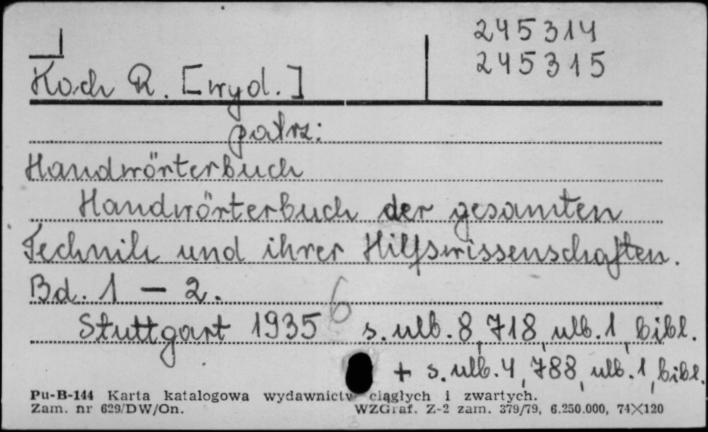 245314
245315
Koch R. [wyd.]
patrz:
Handwörterbuch
Handwörterbuch der gesamten
Technik und ihrer Hilfswissenschaften.
Bd. 1 — 2.
Stuttgart 1935 6 s. ulb. 8, 718, ulb. 1, bibl.
+ s. ulb. 4, 788, ulb. 1, bibl.
Pu-B-144 Karta katalogowa wydawnictw ciągłych i zwartych.
Zam. nr 629/DW/On. WZGraf. Z-2 zam. 379/79, 6.250.000, 74×120